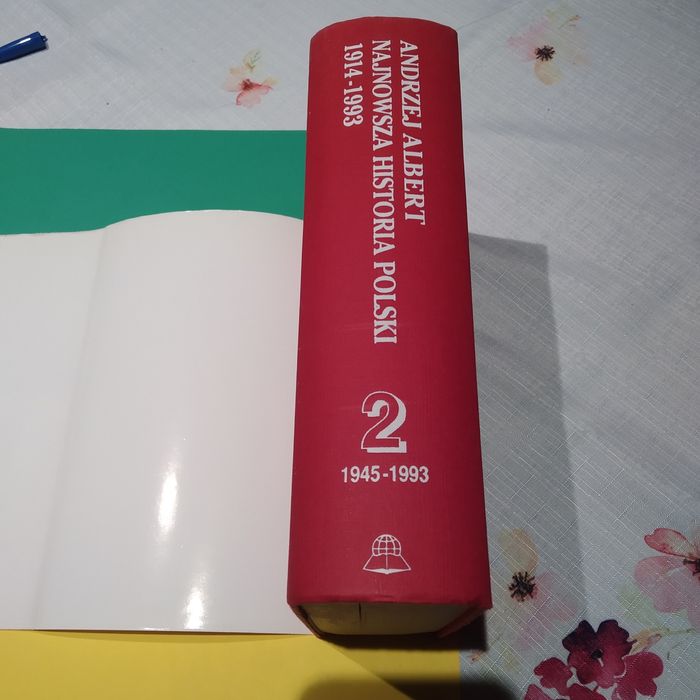 ANDRZEJ ALBERT
NAJNOWSZA HISTORIA POLSKI
1914-1993
2
1945-1993